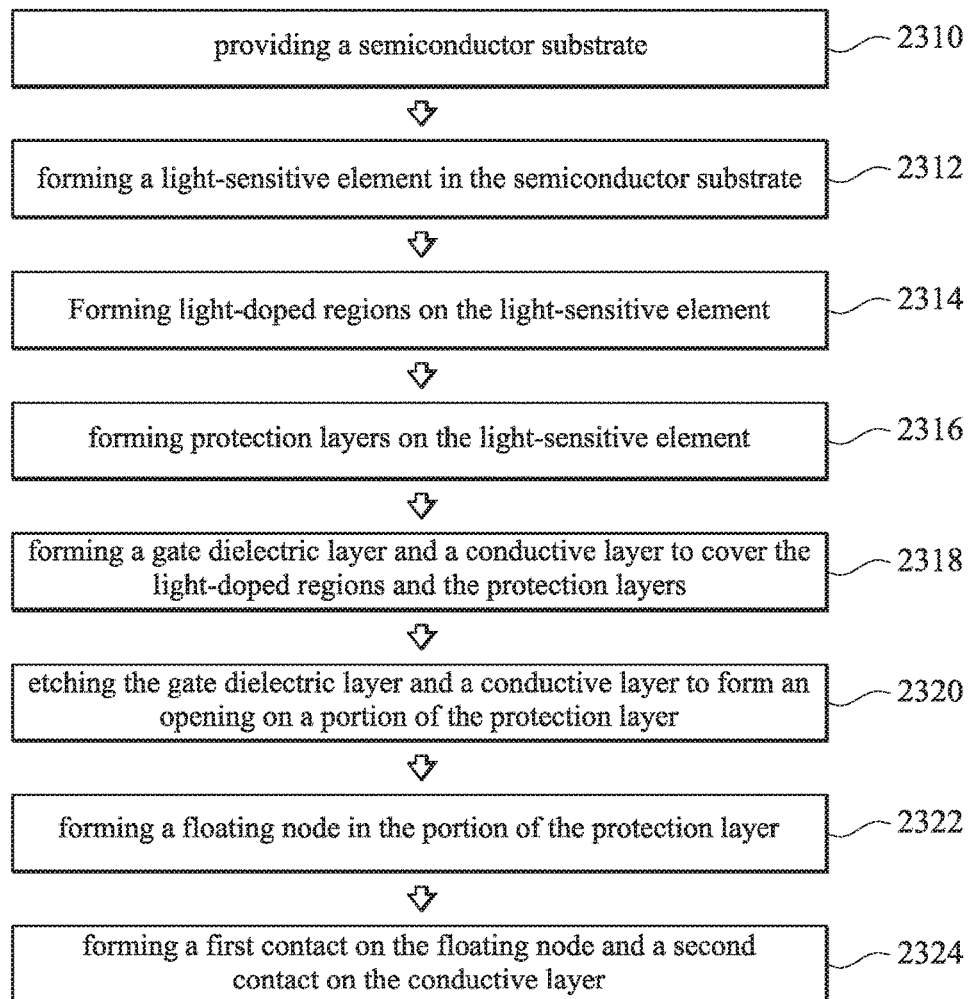 providing a semiconductor substrate
2310
forming a light-sensitive element in the semiconductor substrate
2312
Forming light-doped regions on the light-sensitive element
2314
forming protection layers on the light-sensitive element
2316
forming a gate dielectric layer and a conductive layer to cover the
light-doped regions and the protection layers
2318
etching the gate dielectric layer and a conductive layer to form an
opening on a portion of the protection layer
2320
forming a floating node in the portion of the protection layer
2322
forming a first contact on the floating node and a second
contact on the conductive layer
2324